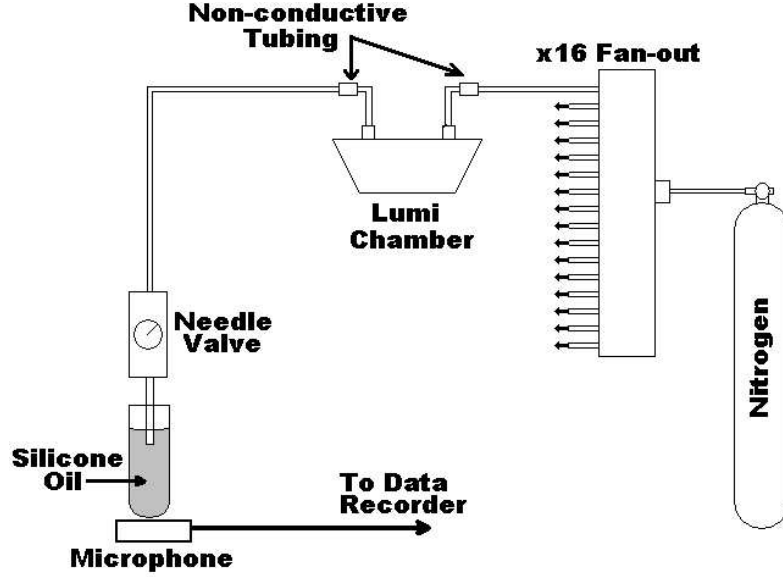 Non-conductive
Tubing
x16 Fan-out
Lumi
Chamber
Needle
Valve
Nitrogen
Silicone
Oil
To Data
Recorder
Microphone